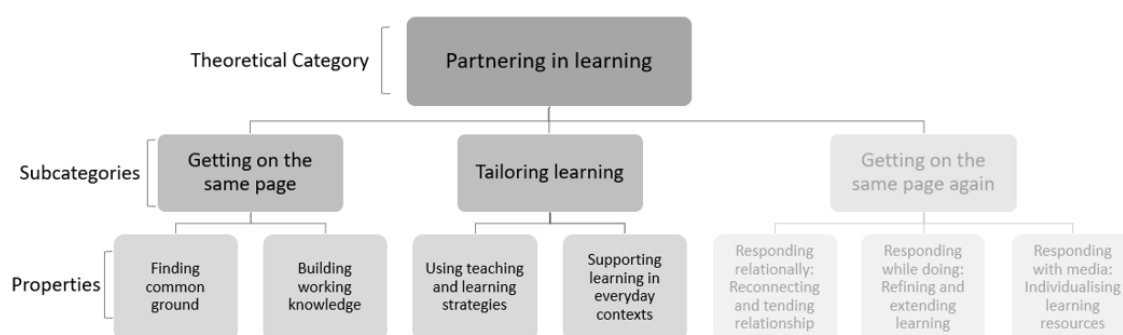 Theoretical Category
Partnering in learning
Subcategories
Getting on the
same page
Tailoring learning
Getting on the
same page again
Properties
Finding
common
ground
Building
working
knowledge
Using teaching
and learning
strategies
Supporting
learning in
everyday
contexts
Responding
relationally:
Reconnecting
and tending
relationship
Responding
while doing:
Refining and
extending
learning
Responding
with media:
Individualising
learning
resources